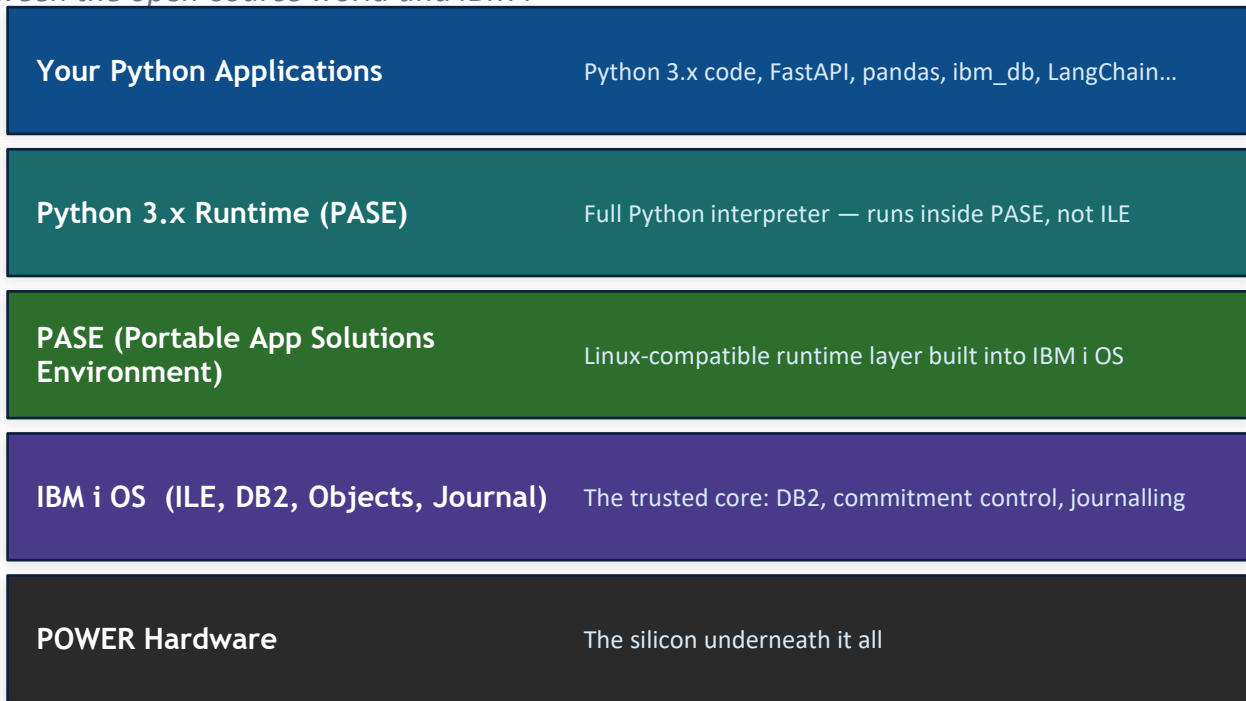 Your Python Applications
Python 3.x code, FastAPI, pandas, ibm_db, LangChain…
Python 3.x Runtime (PASE)
Full Python interpreter — runs inside PASE, not ILE
PASE (Portable App Solutions
Environment)
Linux-compatible runtime layer built into IBM i OS
IBM i OS (ILE, DB2, Objects, Journal)
The trusted core: DB2, commitment control, journalling
POWER Hardware
The silicon underneath it all